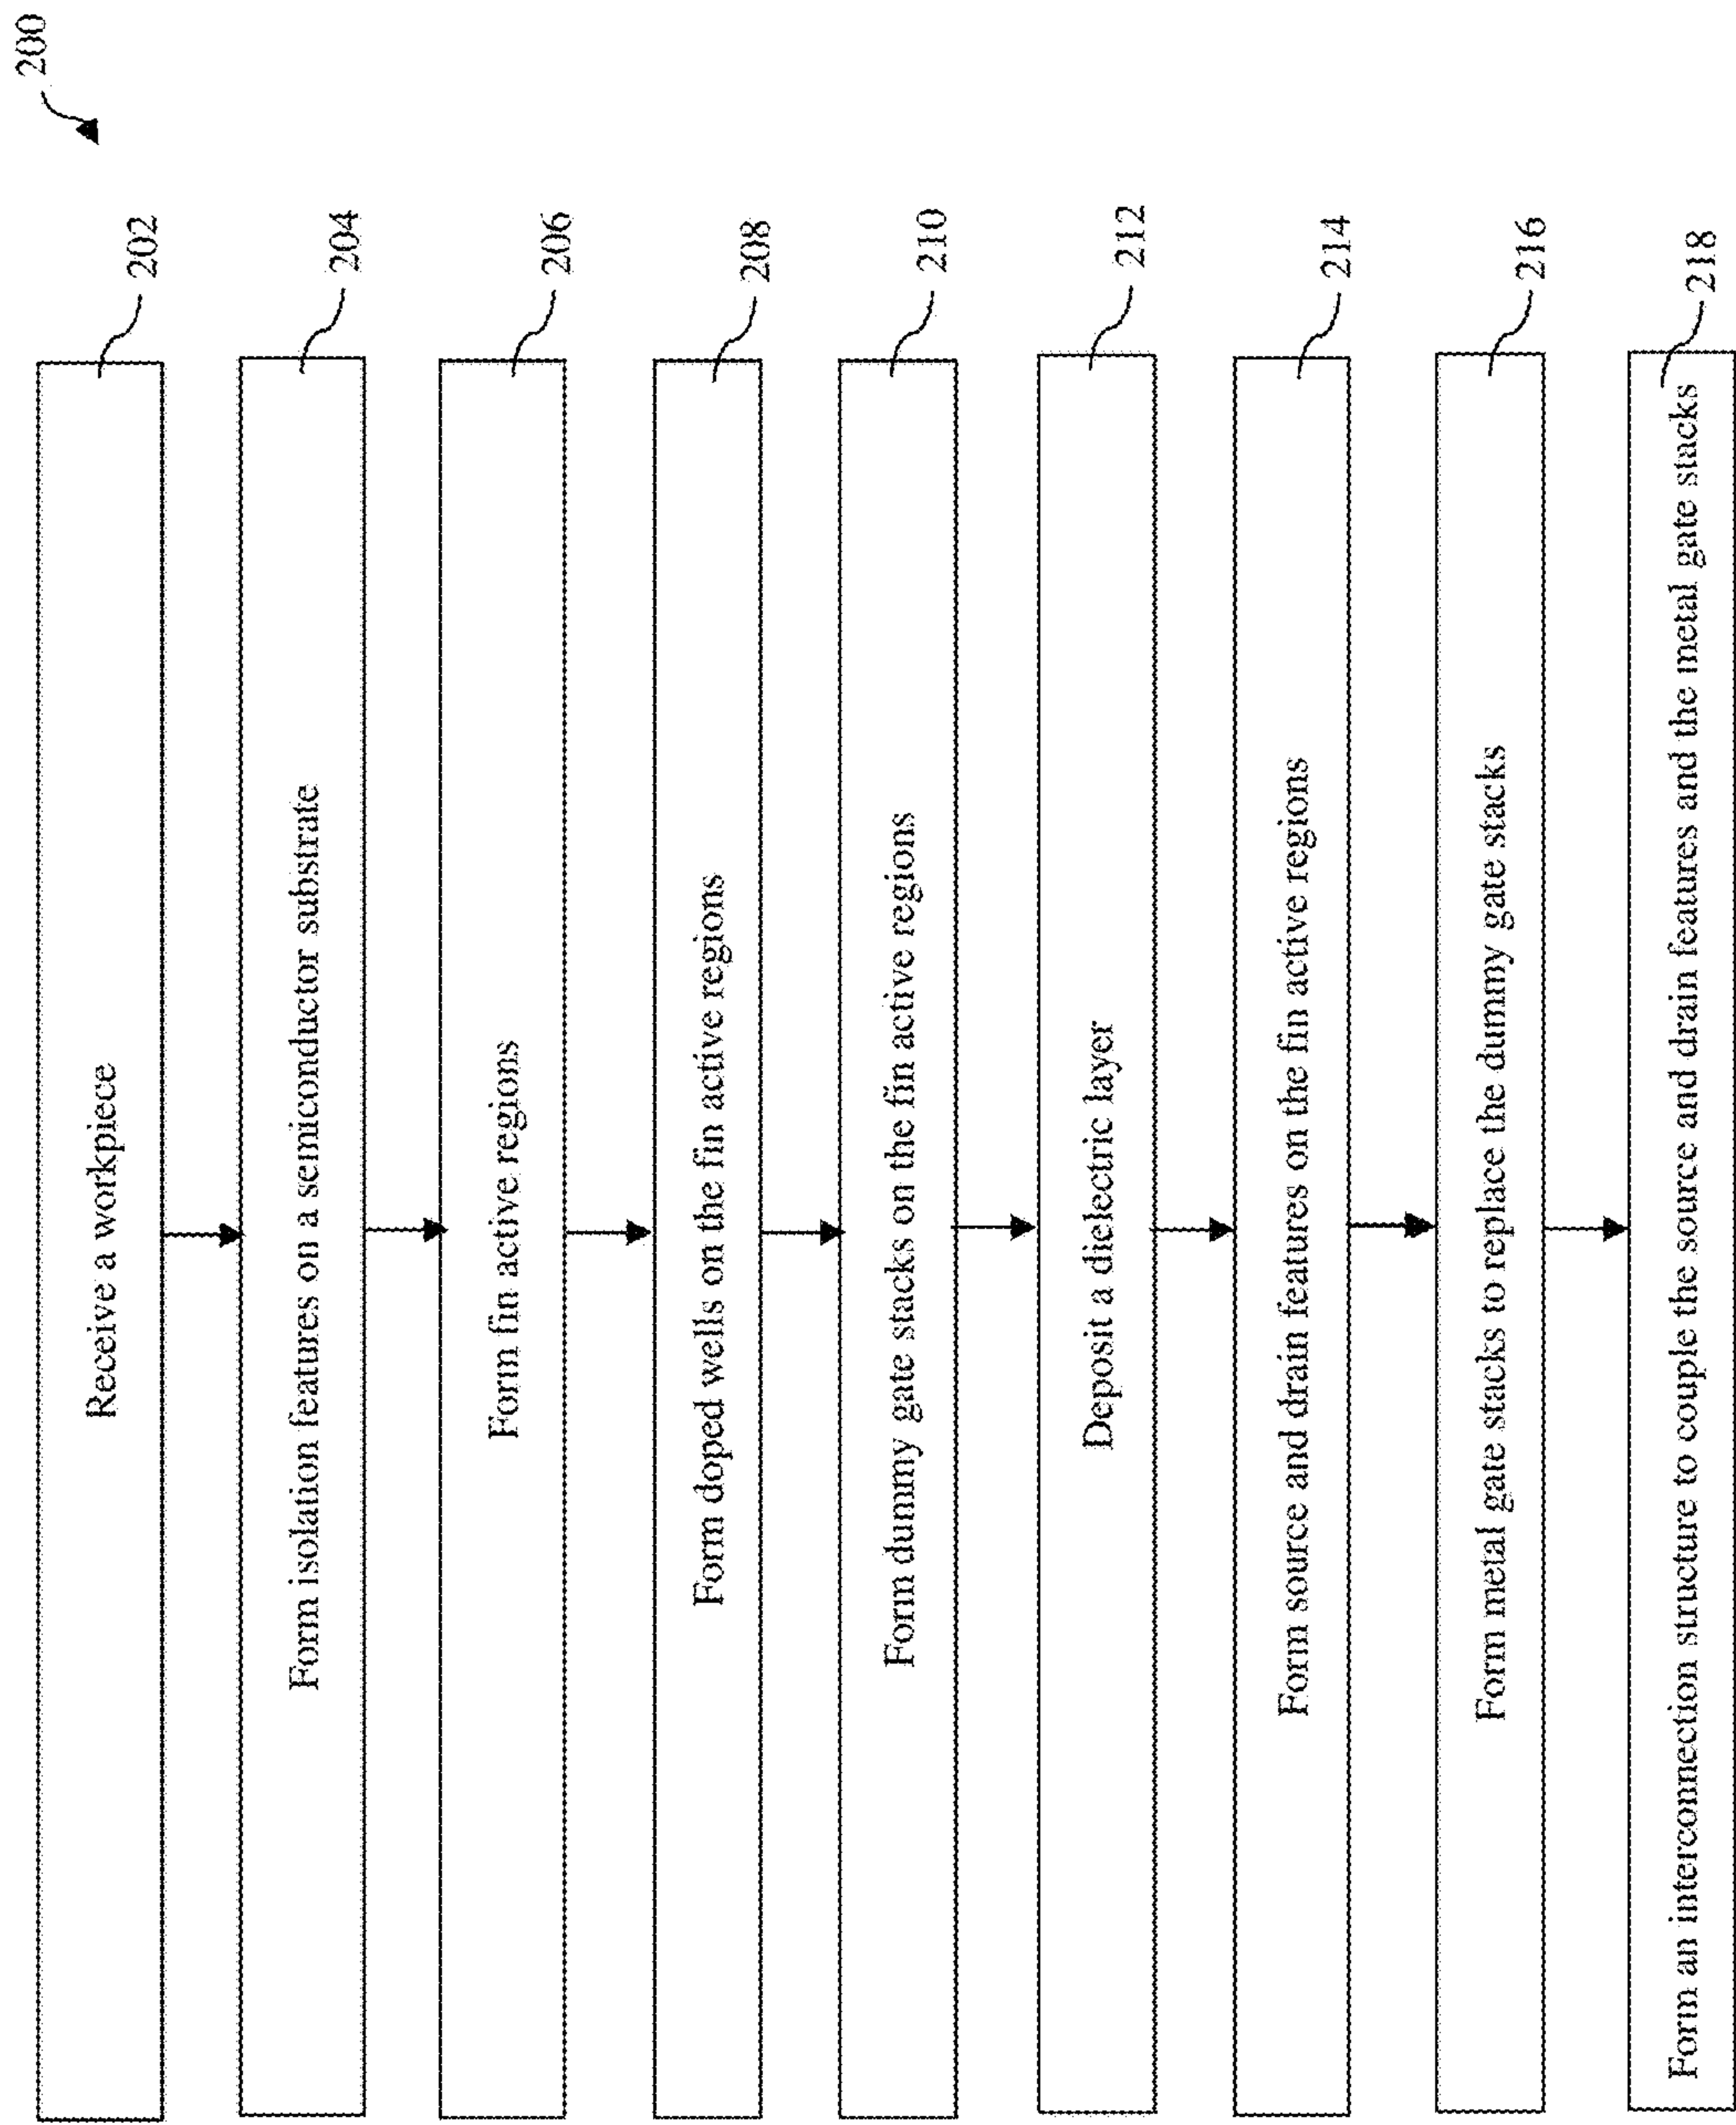 200
Receive a workpiece
202
Form isolation features on a semiconductor substrate
204
Form fin active regions
206
Form doped wells on the fin active regions
208
Form dummy gate stacks on the fin active regions
210
Deposit a dielectric layer
212
Form source and drain features on the fin active regions
214
Form metal gate stacks to replace the dummy gate stacks
216
Form an interconnection structure to couple the source and drain features and the metal gate stacks
218